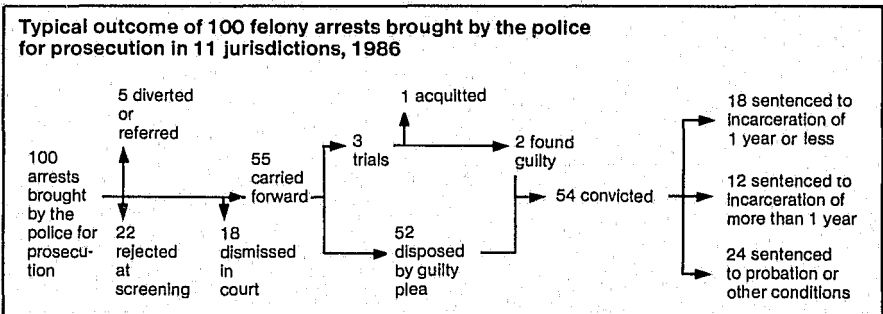 Typical outcome of 100 felony arrests brought by the police
for prosecution in 11 jurisdictions, 1986
5 diverted
or
referred
100
arrests
brought
by the
police for
prosecu-
tion
22
rejected
at
screening
18
dismissed
in
court
55
carried
forward
3
trials
1 acquitted
2 found
guilty
52
disposed
by guilty
plea
54 convicted
18 sentenced to
incarceration of
1 year or less
12 sentenced to
incarceration of
more than 1 year
24 sentenced
to probation or
other conditions